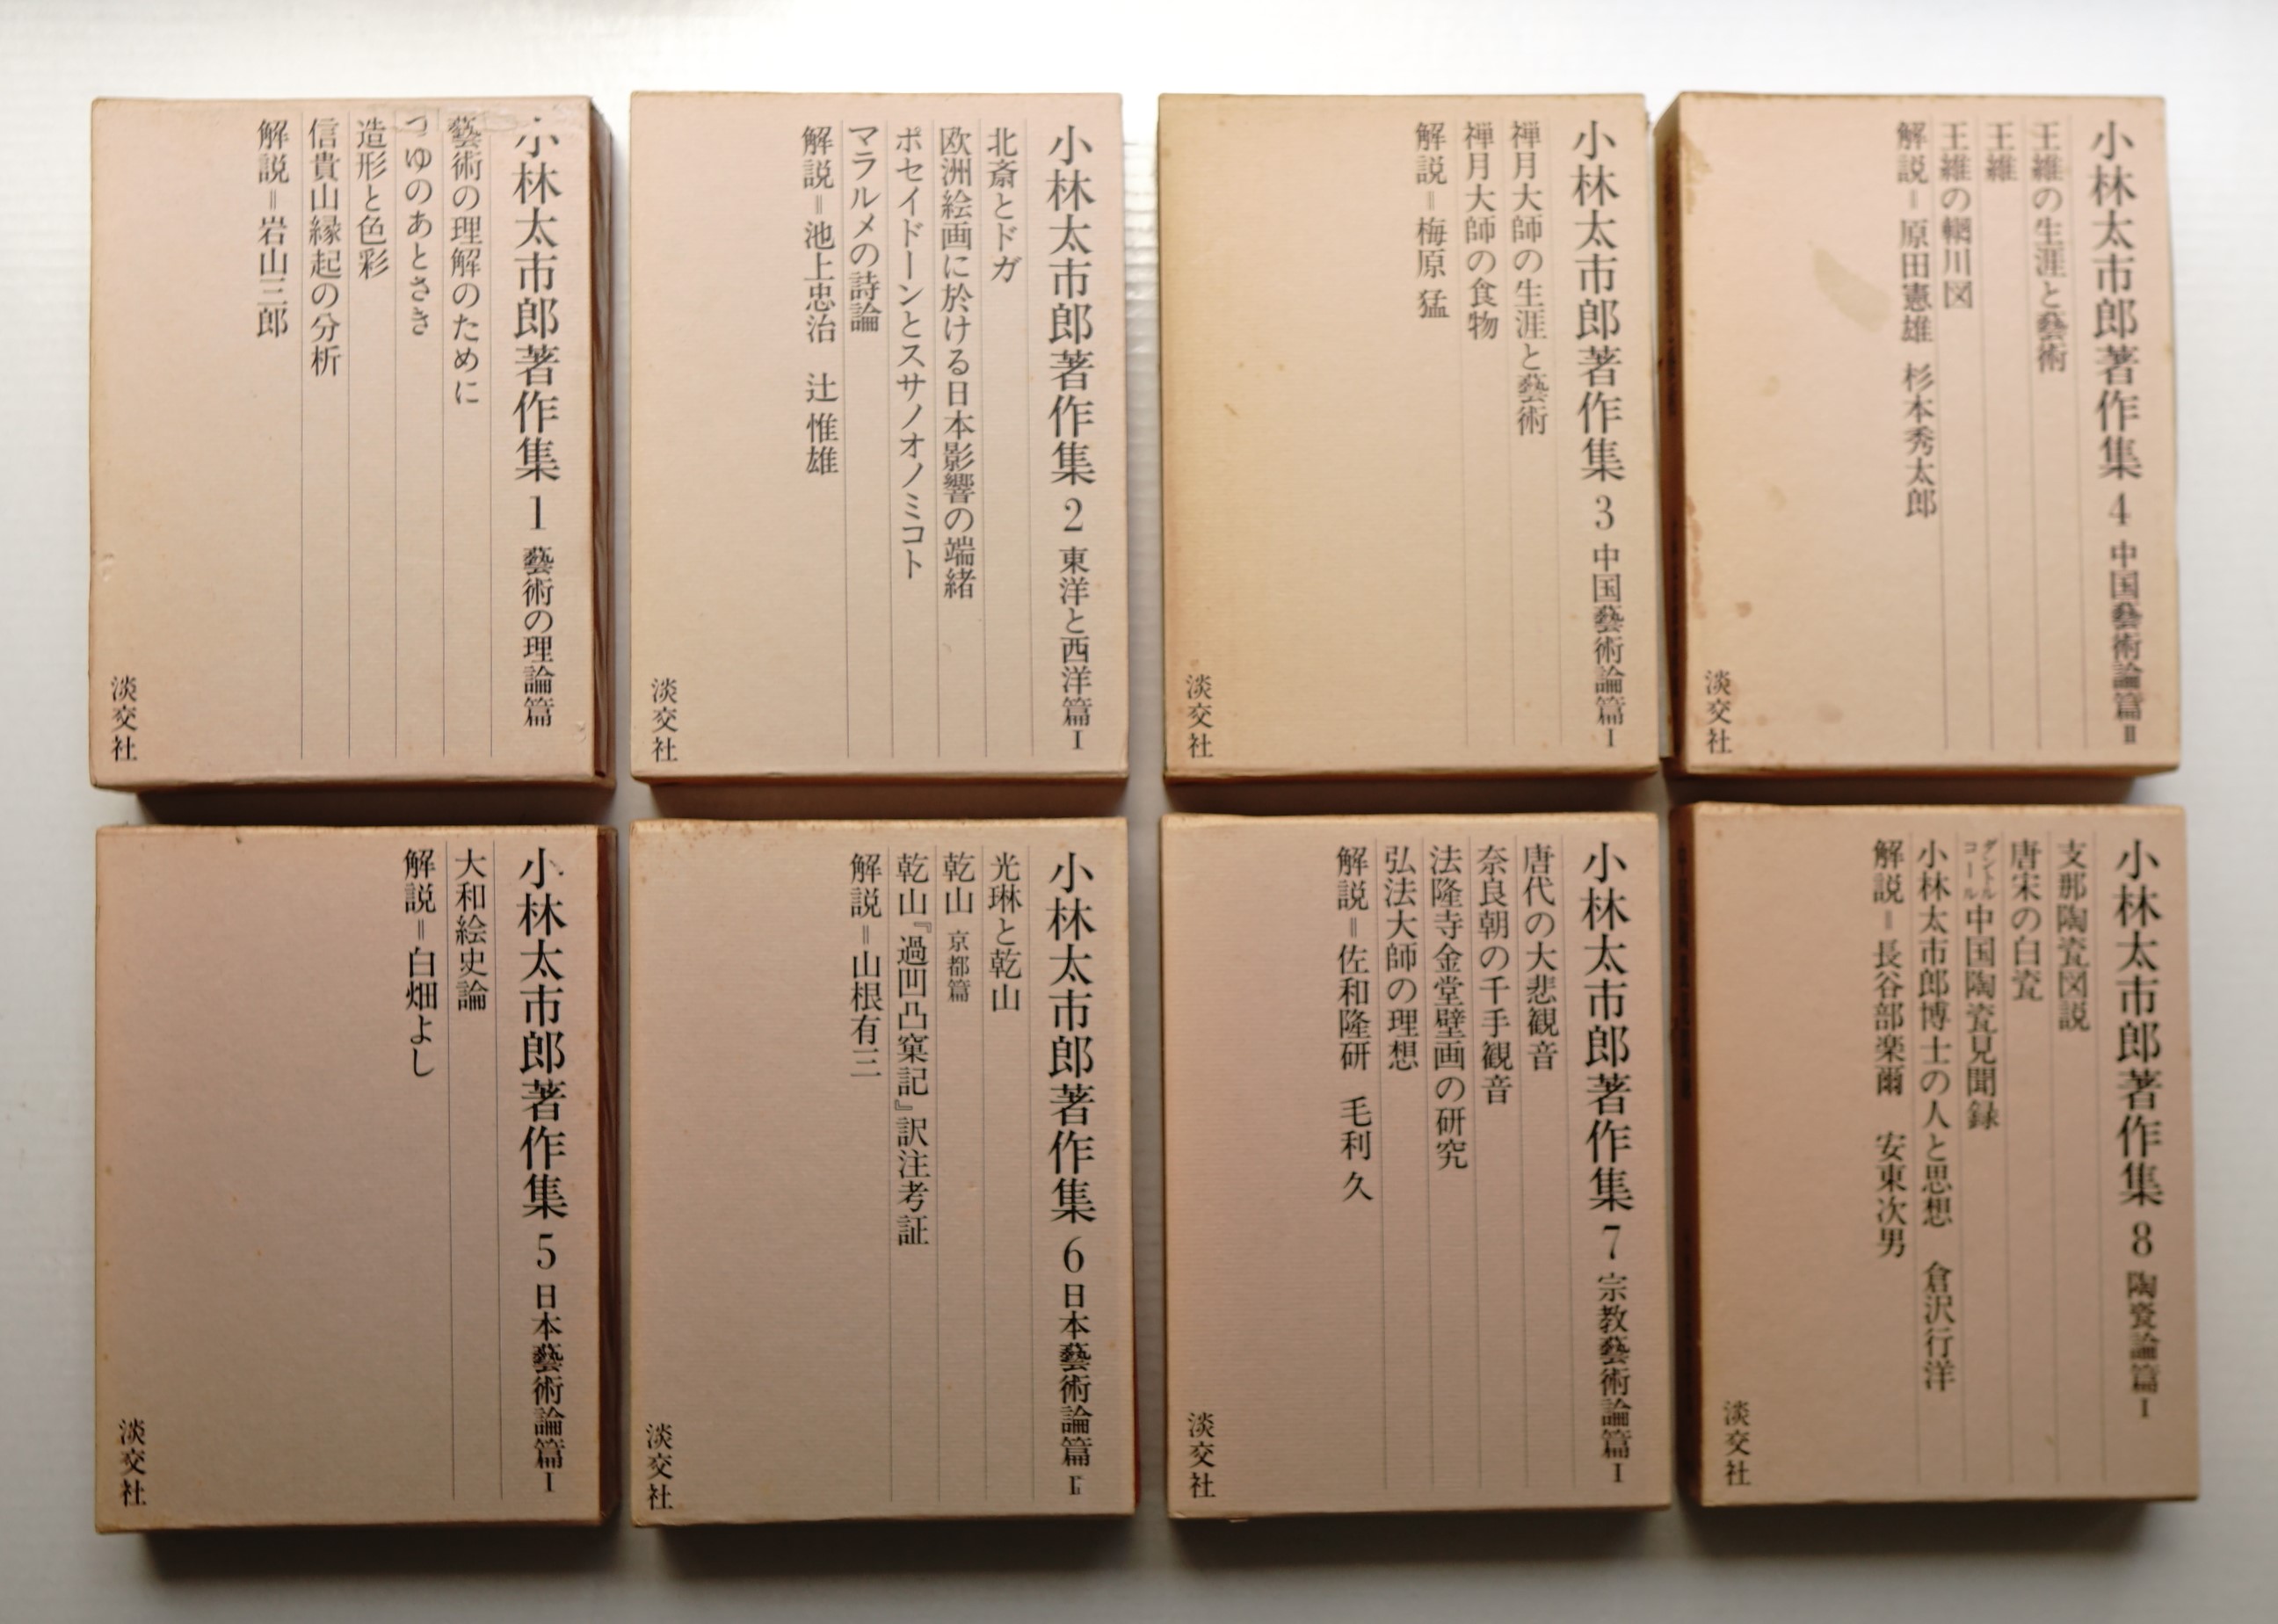 小林太市郎著作集 1 藝術の理論篇
藝術の理解のために
つゆのあとさき
造形と色彩
信貴山縁起の分析
解説＝岩山三郎
淡交社
小林太市郎著作集 2 東洋と西洋篇 I
北斎とドガ
欧洲絵画に於ける日本影響の端緒
ポセイドーンとスサノオノミコト
マラルメの詩論
解説＝池上忠治　辻 惟雄
淡交社
小林太市郎著作集 3 中国藝術論篇 I
禅月大師の生涯と藝術
禅月大師の食物
解説＝梅原 猛
淡交社
小林太市郎著作集 4 中国藝術論篇 II
王維の生涯と藝術
王維
王維の輞川図
解説＝原田憲雄 杉本秀太郎
淡交社
小林太市郎著作集 5 日本藝術論篇 I
大和絵史論
解説＝白畑よし
淡交社
小林太市郎著作集 6 日本藝術論篇 II
光琳と乾山
乾山 京都篇
乾山『過凹凸窠記』訳注考証
解説＝山根有三
淡交社
小林太市郎著作集 7 宗教藝術論篇 I
唐代の大悲観音
奈良朝の千手観音
法隆寺金堂壁画の研究
弘法大師の理想
解説＝佐和隆研　毛利 久
淡交社
小林太市郎著作集 8 陶瓷論篇 I
支那陶瓷図説
唐宋の白瓷
ダントルコール 中国陶瓷見聞録
小林太市郎博士の人と思想　倉沢行洋
解説＝長谷部楽爾　安東次男
淡交社